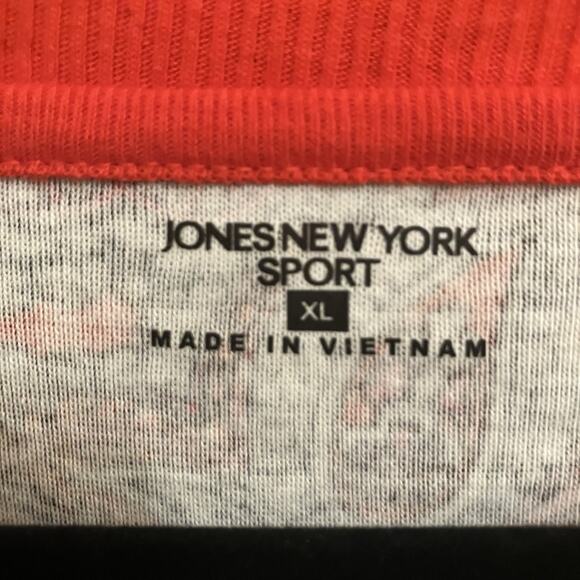 JONES NEW YORK
SPORT
XL
MADE IN VIETNAM